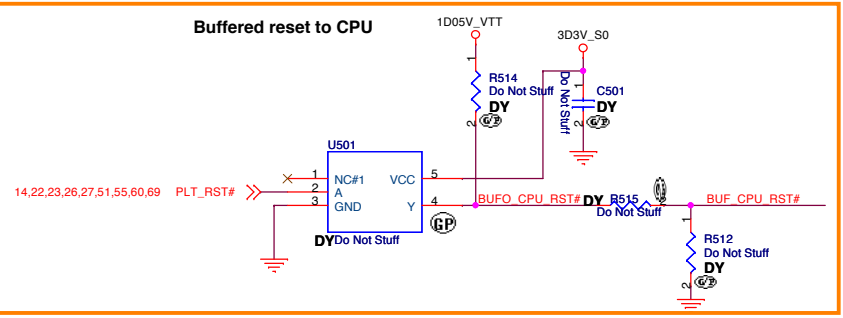 Buffered reset to CPU
1D05V_VTT
3D3V_S0
1
R514
Do Not Stuff
DY
2
G/P
1
C501
Do Not Stuff
DY
2
G/P
U501
1 NC#1 VCC 5
2 A
3 GND Y 4
GP
DY Do Not Stuff
14,22,23,26,27,51,55,60,69 PLT_RST#
BUFO_CPU_RST# DY R515
Do Not Stuff
BUF_CPU_RST#
1
R512
Do Not Stuff
DY
2
G/P